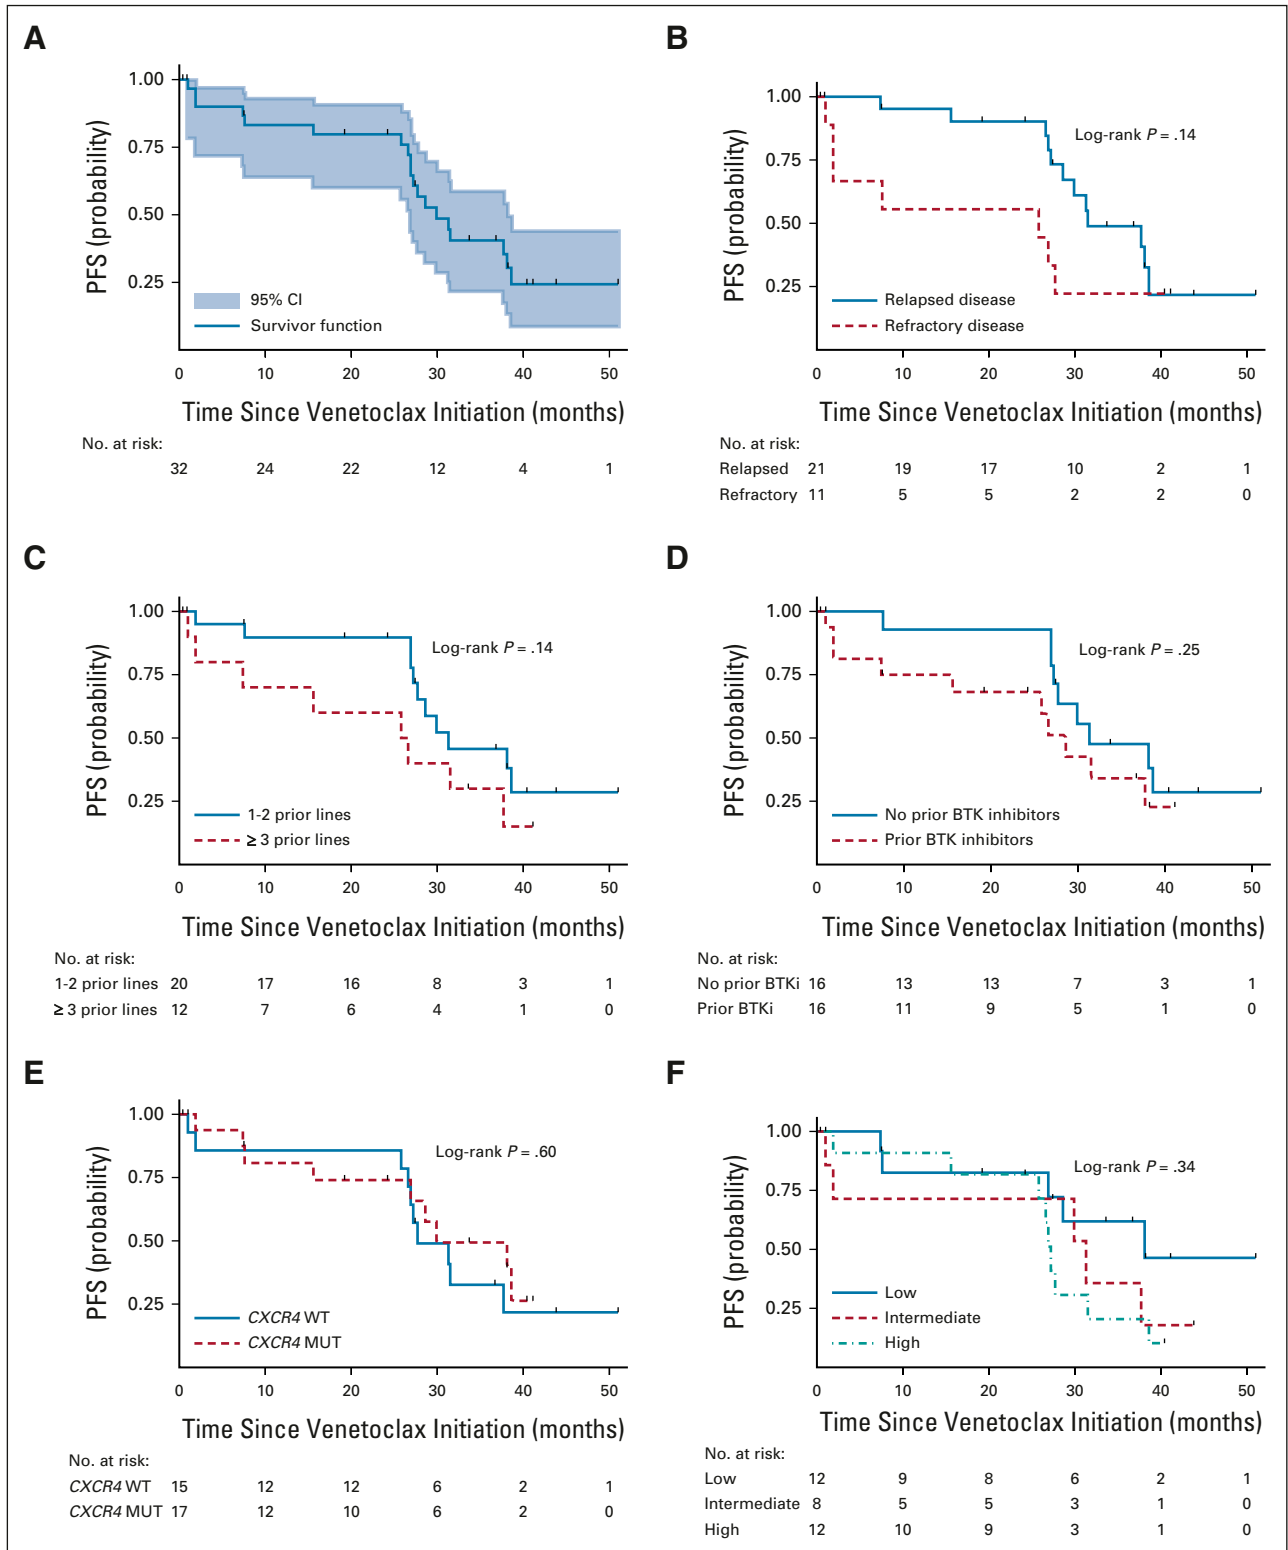 A
1.00
0.75
0.50
0.25
PFS (probability)
95% CI
Survivor function
0 10 20 30 40 50
Time Since Venetoclax Initiation (months)
No. at risk:
32 24 22 12 4 1
B
1.00
0.75
0.50
0.25
PFS (probability)
Log-rank P = .14
Relapsed disease
Refractory disease
0 10 20 30 40 50
Time Since Venetoclax Initiation (months)
No. at risk:
Relapsed 21 19 17 10 2 1
Refractory 11 5 5 2 2 0
C
1.00
0.75
0.50
0.25
PFS (probability)
Log-rank P = .14
1-2 prior lines
≥ 3 prior lines
0 10 20 30 40 50
Time Since Venetoclax Initiation (months)
No. at risk:
1-2 prior lines 20 17 16 8 3 1
≥ 3 prior lines 12 7 6 4 1 0
D
1.00
0.75
0.50
0.25
PFS (probability)
Log-rank P = .25
No prior BTK inhibitors
Prior BTK inhibitors
0 10 20 30 40 50
Time Since Venetoclax Initiation (months)
No. at risk:
No prior BTKi 16 13 13 7 3 1
Prior BTKi 16 11 9 5 1 0
E
1.00
0.75
0.50
0.25
PFS (probability)
Log-rank P = .60
CXCR4 WT
CXCR4 MUT
0 10 20 30 40 50
Time Since Venetoclax Initiation (months)
No. at risk:
CXCR4 WT 15 12 12 6 2 1
CXCR4 MUT 17 12 10 6 2 0
F
1.00
0.75
0.50
0.25
PFS (probability)
Log-rank P = .34
Low
Intermediate
High
0 10 20 30 40 50
Time Since Venetoclax Initiation (months)
No. at risk:
Low 12 9 8 6 2 1
Intermediate 8 5 5 3 1 0
High 12 10 9 3 1 0